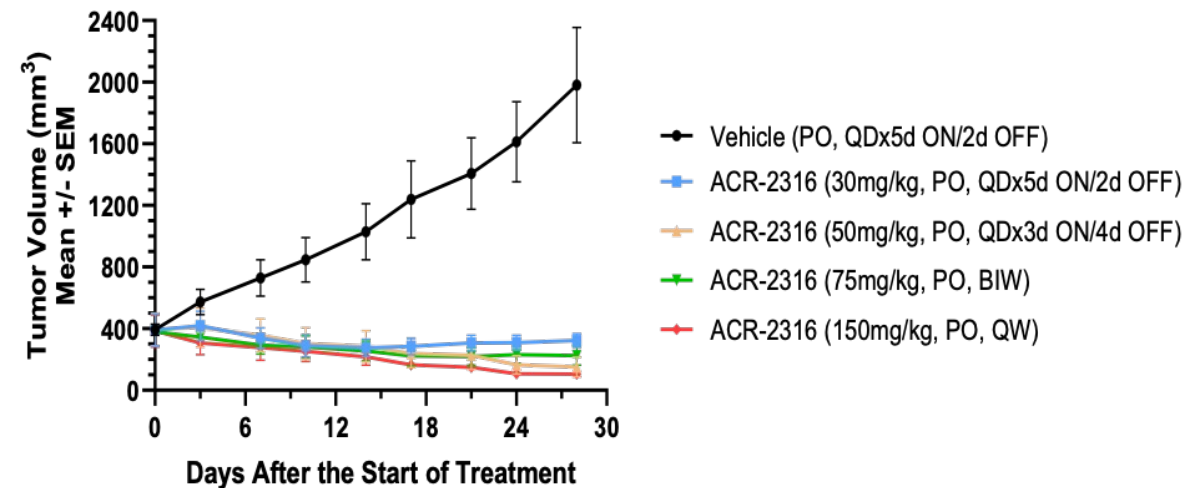 Tumor Volume (mm³)
Mean +/- SEM
2400
2000
1600
1200
800
400
0
0 6 12 18 24 30
Days After the Start of Treatment
Vehicle (PO, QDx5d ON/2d OFF)
ACR-2316 (30mg/kg, PO, QDx5d ON/2d OFF)
ACR-2316 (50mg/kg, PO, QDx3d ON/4d OFF)
ACR-2316 (75mg/kg, PO, BIW)
ACR-2316 (150mg/kg, PO, QW)